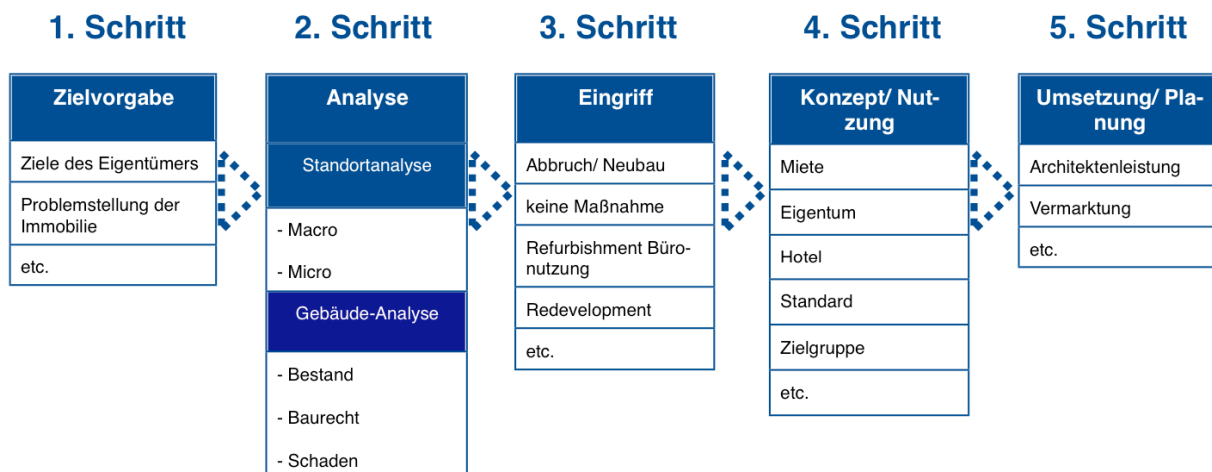 1. Schritt
2. Schritt
3. Schritt
4. Schritt
5. Schritt
Zielvorgabe
Ziele des Eigentümers
Problemstellung der
Immobilie
etc.
Analyse
Standortanalyse
- Macro
- Micro
Gebäude-Analyse
- Bestand
- Baurecht
- Schaden
Eingriff
Abbruch/ Neubau
keine Maßnahme
Refurbishment Büro-
nutzung
Redevelopment
etc.
Konzept/ Nut-
zung
Miete
Eigentum
Hotel
Standard
Zielgruppe
etc.
Umsetzung/ Pla-
nung
Architektenleistung
Vermarktung
etc.